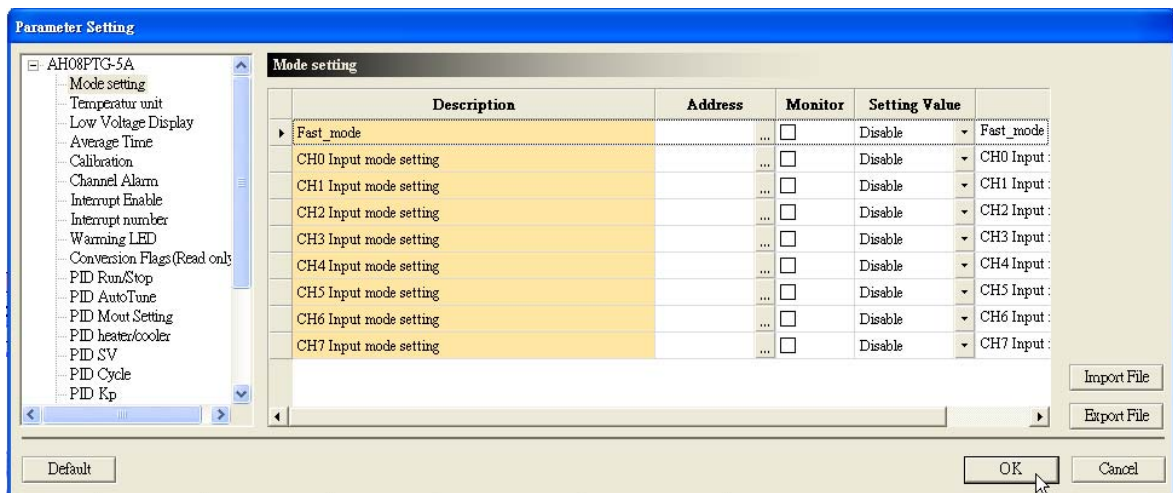 Parameter Setting
AH08PTG-5A
Mode setting
Temperatur unit
Low Voltage Display
Average Time
Calibration
Channel Alarm
Interrupt Enable
Interrupt number
Warming LED
Conversion Flags(Read only
PID Run/Stop
PID AutoTune
PID Mout Setting
PID heater/cooler
PID SV
PID Cycle
PID Kp
Mode setting
Description Address Monitor Setting Value
Fast_mode ... Disable Fast_mode
CH0 Input mode setting ... Disable CH0 Input :
CH1 Input mode setting ... Disable CH1 Input :
CH2 Input mode setting ... Disable CH2 Input :
CH3 Input mode setting ... Disable CH3 Input :
CH4 Input mode setting ... Disable CH4 Input :
CH5 Input mode setting ... Disable CH5 Input :
CH6 Input mode setting ... Disable CH6 Input :
CH7 Input mode setting ... Disable CH7 Input :
Import File
Export File
Default OK Cancel